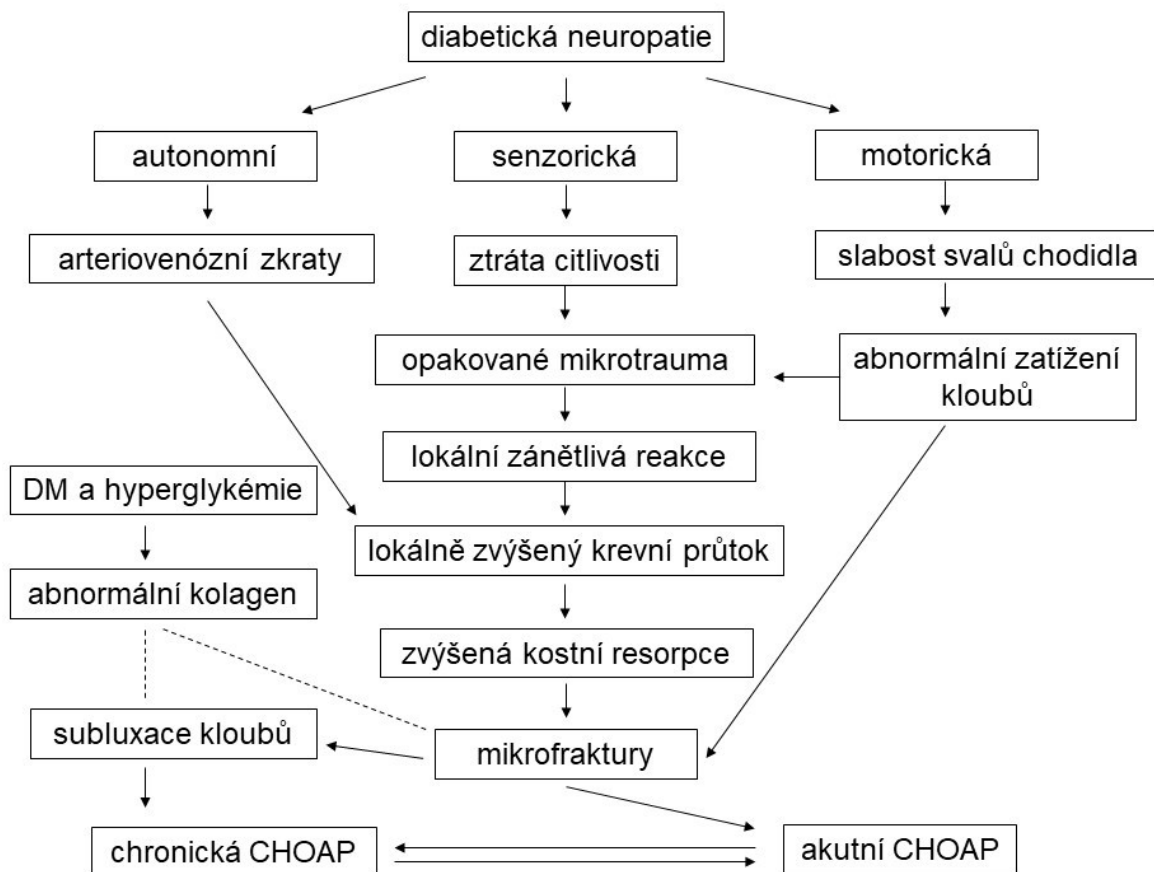 diabetická neuropatie
autonomní
senzorická
motorická
arteriovenózní zkraty
ztráta citlivosti
slabost svalů chodidla
opakované mikrotrauma
abnormální zatížení
kloubů
lokální zánětlivá reakce
DM a hyperglykémie
lokálně zvýšený krevní průtok
abnormální kolagen
zvýšená kostní resorpce
subluxace kloubů
mikrofraktury
chronická CHOAP
akutní CHOAP